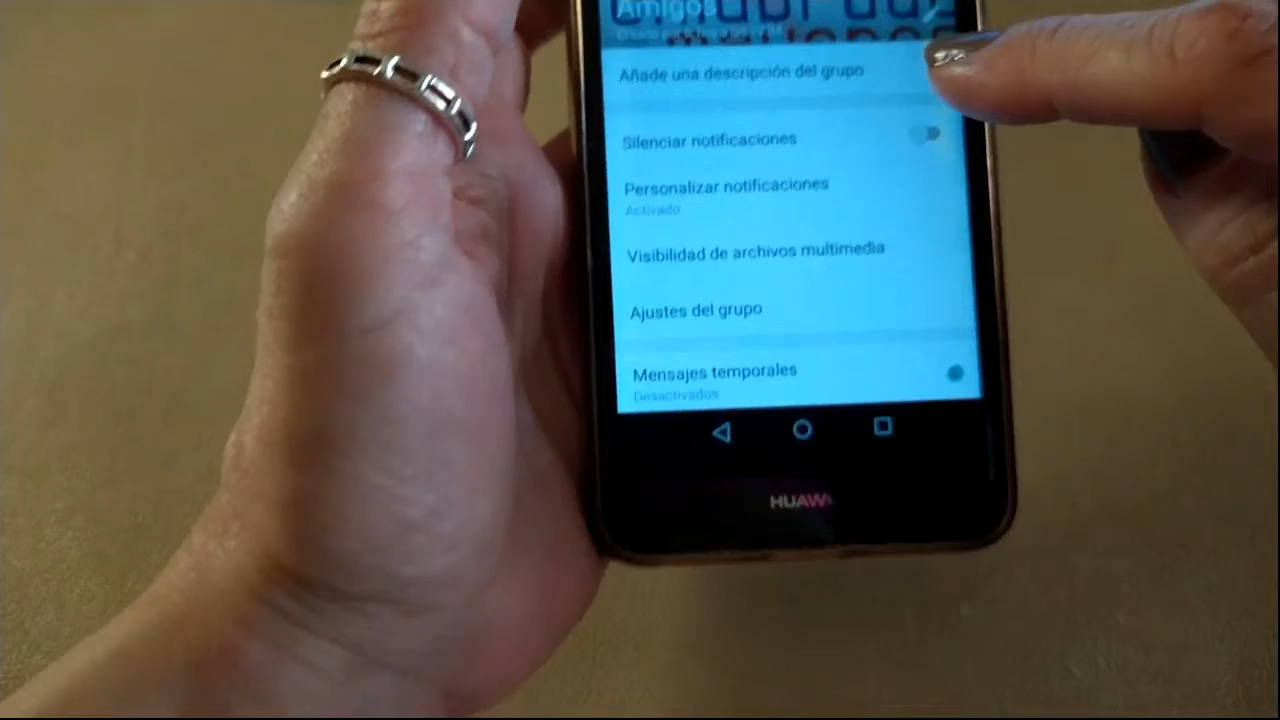 Amigos
Añade una descripción del grupo
Silenciar notificaciones
Personalizar notificaciones
Activado
Visibilidad de archivos multimedia
Ajustes del grupo
Mensajes temporales
Desactivados
HUAWEI